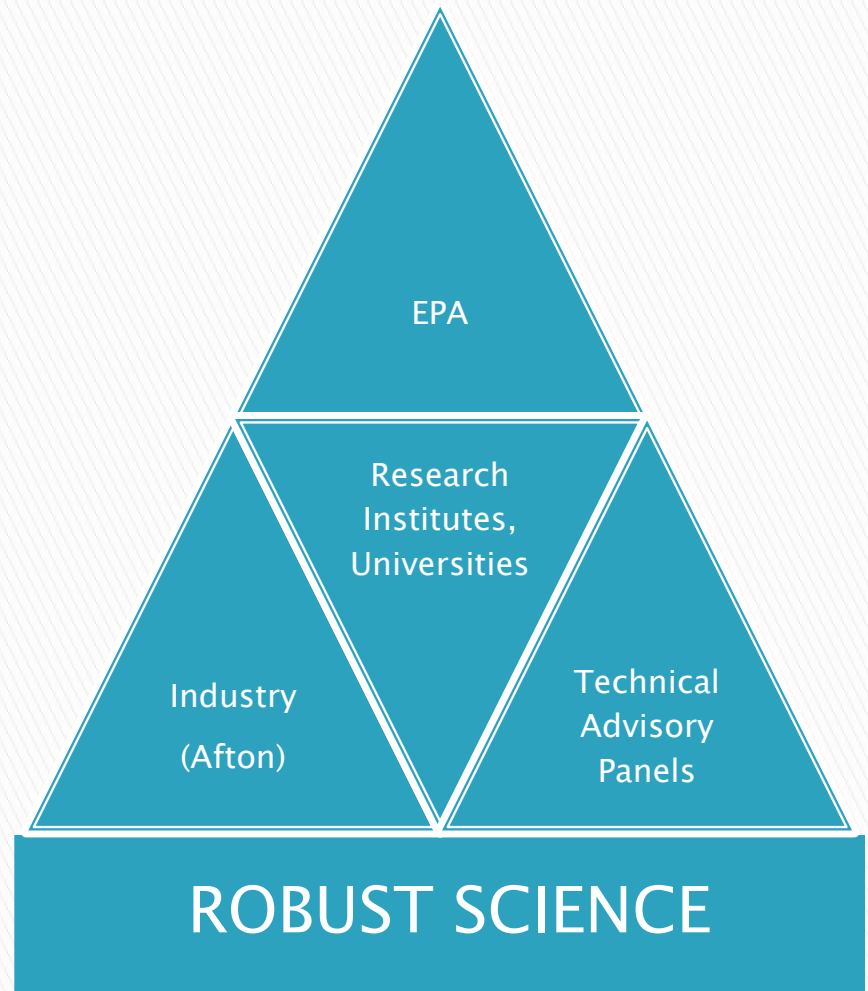 EPA
Research
Institutes,
Universities
Industry
(Afton)
Technical
Advisory
Panels
ROBUST SCIENCE